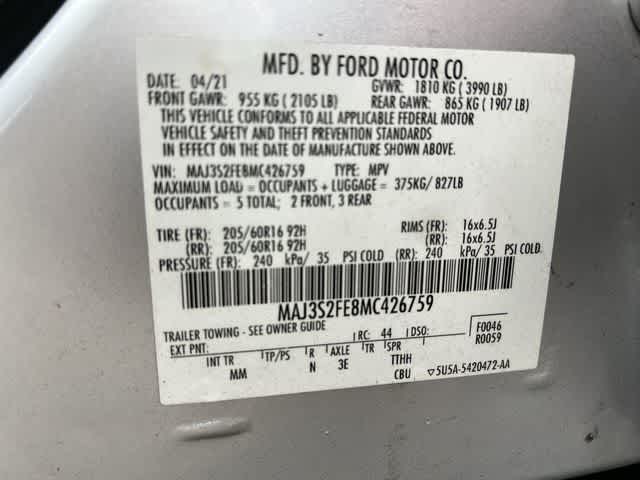 MFD. BY FORD MOTOR CO.
DATE: 04/21 GVWR: 1810 KG ( 3990 LB)
FRONT GAWR: 955 KG ( 2105 LB) REAR GAWR: 865 KG ( 1907 LB)
THIS VEHICLE CONFORMS TO ALL APPLICABLE FEDERAL MOTOR
VEHICLE SAFETY AND THEFT PREVENTION STANDARDS
IN EFFECT ON THE DATE OF MANUFACTURE SHOWN ABOVE.
VIN: MAJ3S2FE8MC426759 TYPE: MPV
MAXIMUM LOAD = OCCUPANTS + LUGGAGE = 375KG/ 827LB
OCCUPANTS = 5 TOTAL; 2 FRONT, 3 REAR
TIRE (FR): 205/60R16 92H RIMS (FR): 16x6.5J
(RR): 205/60R16 92H (RR): 16x6.5J
PRESSURE (FR): 240 kPa/ 35 PSI COLD (RR): 240 kPa/ 35 PSI COLD
MAJ3S2FE8MC426759
TRAILER TOWING - SEE OWNER GUIDE
EXT PNT: RC: 44 DSO: F0046
INT TR TP/PS R AXLE TR SPR R0059
MM N 3E TTHH
CBU ▽5U5A-5420472-AA